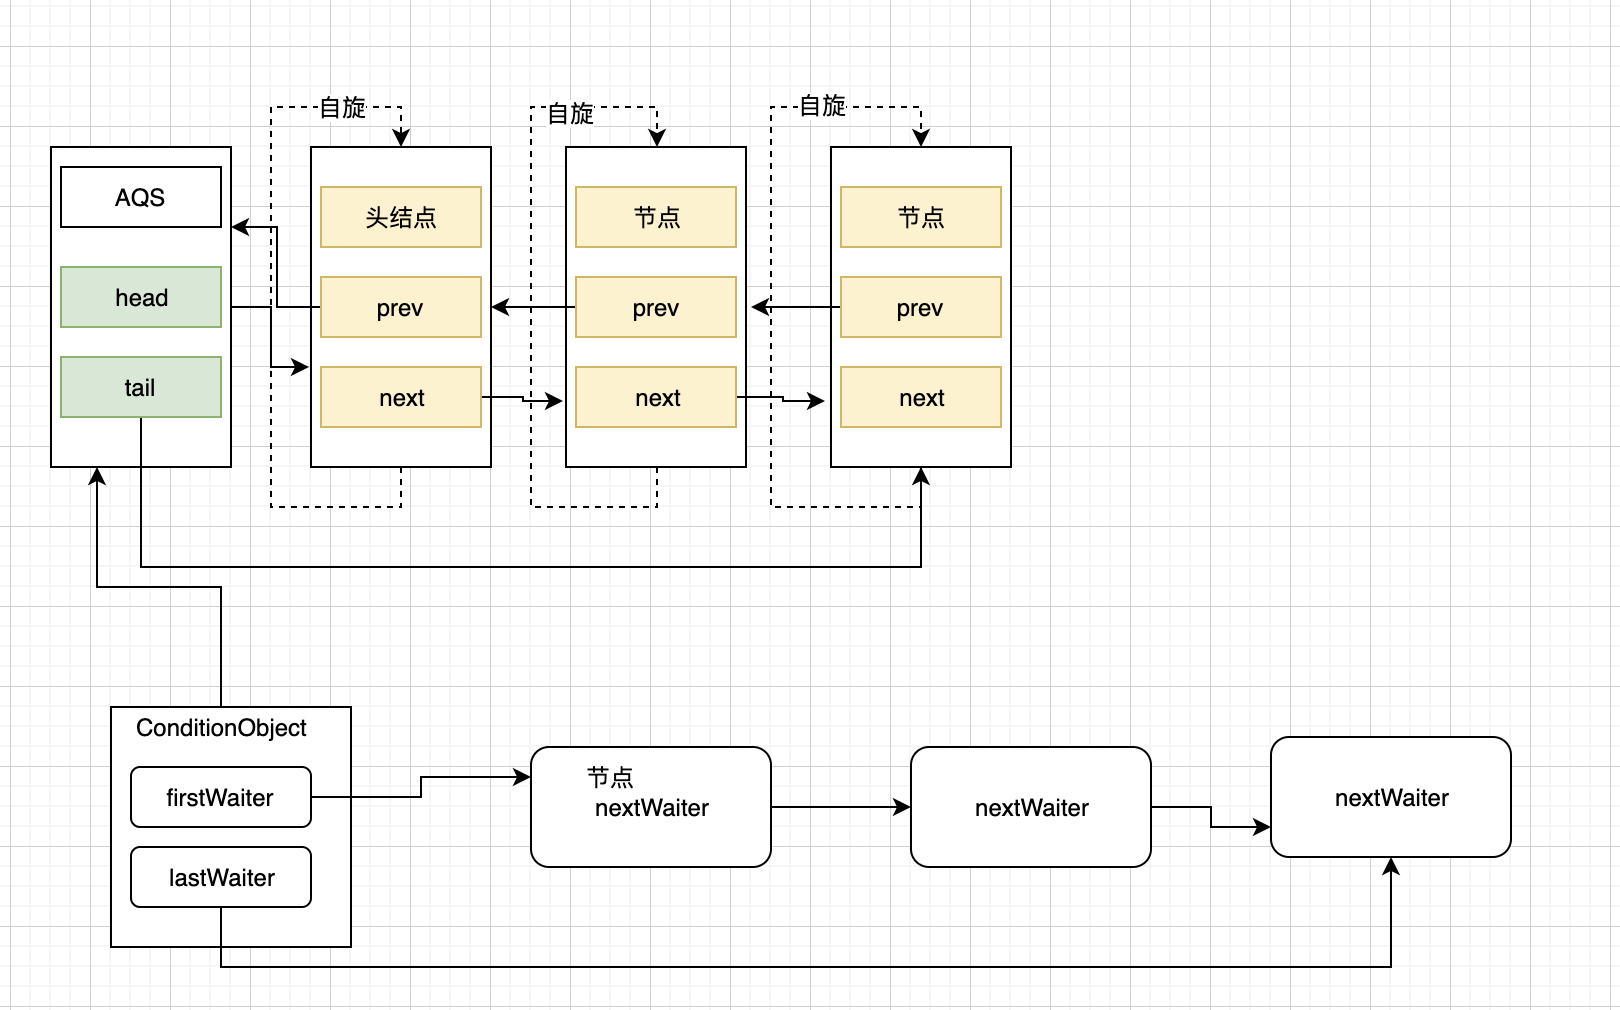 自旋
自旋
自旋
AQS
头结点
节点
节点
head
prev
prev
prev
tail
next
next
next
ConditionObject
firstWaiter
节点
nextWaiter
nextWaiter
nextWaiter
lastWaiter